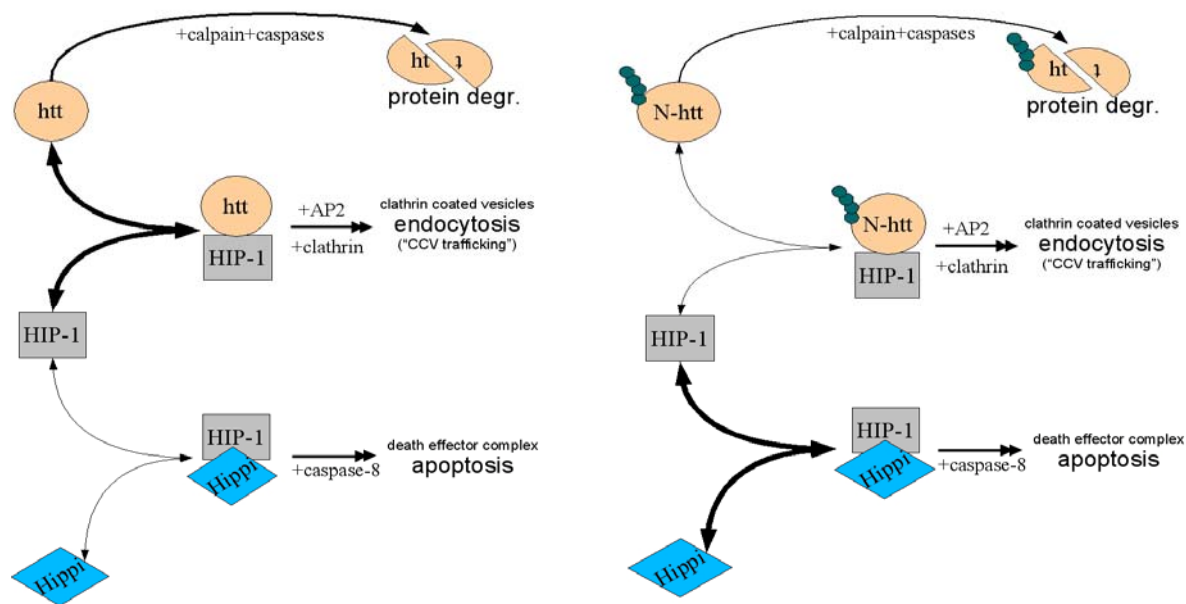 +calpain+caspases
ht
t
protein degr.
htt
htt
HIP-1
+AP2
+clathrin
clathrin coated vesicles
endocytosis
("CCV trafficking")
HIP-1
HIP-1
Hippi
+caspase-8
death effector complex
apoptosis
Hippi
+calpain+caspases
ht
t
protein degr.
N-htt
N-htt
HIP-1
+AP2
+clathrin
clathrin coated vesicles
endocytosis
("CCV trafficking")
HIP-1
HIP-1
Hippi
+caspase-8
death effector complex
apoptosis
Hippi